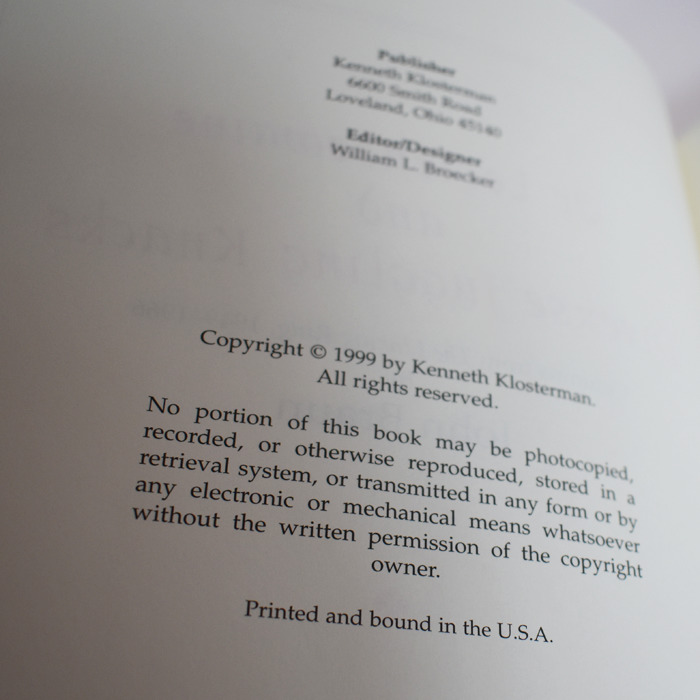 Publisher
Kenneth Klosterman
6600 Smith Road
Loveland, Ohio 45140
Editor/Designer
William L. Broecker
Copyright © 1999 by Kenneth Klosterman.
All rights reserved.
No portion of this book may be photocopied,
recorded, or otherwise reproduced, stored in a
retrieval system, or transmitted in any form or by
any electronic or mechanical means whatsoever
without the written permission of the copyright
owner.
Printed and bound in the U.S.A.